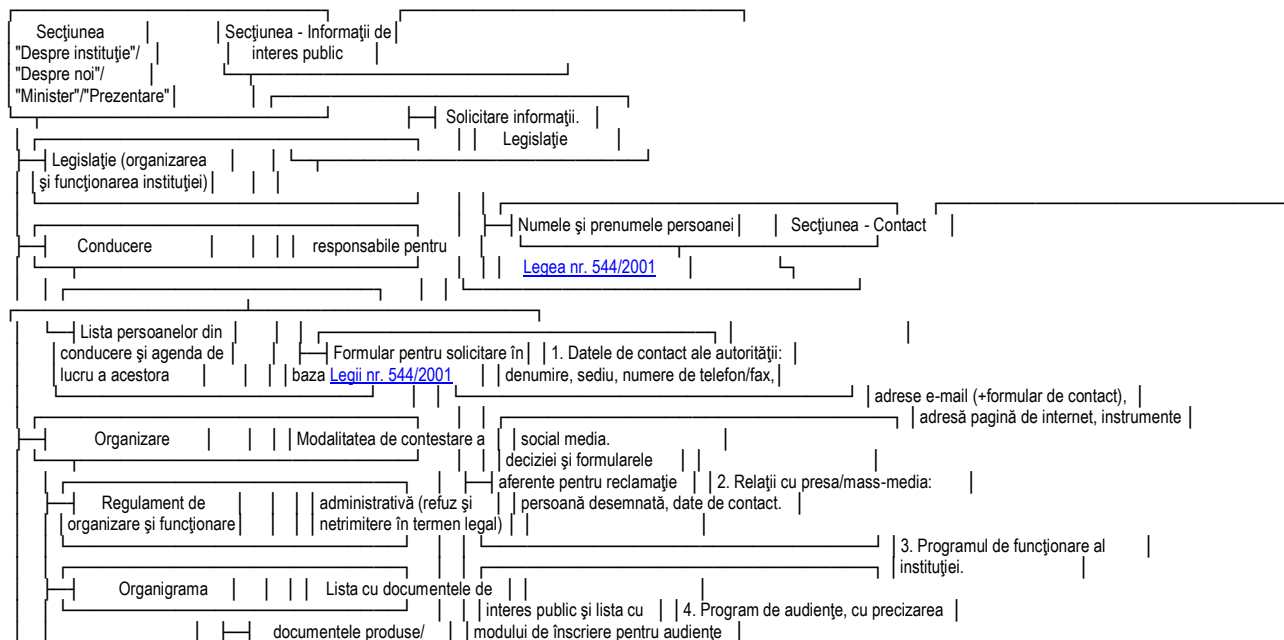 Secţiunea Secţiunea - Informaţii de
"Despre instituţie"/ interes public
"Despre noi"/
"Minister"/"Prezentare"
Solicitare informaţii.
Legislaţie
Legislaţie (organizarea
şi funcţionarea instituţiei)
Numele şi prenumele persoanei Secţiunea - Contact
Conducere responsabile pentru
Legea nr. 544/2001
Lista persoanelor din
conducere şi agenda de Formular pentru solicitare în 1. Datele de contact ale autorităţii:
lucru a acestora baza Legii nr. 544/2001 denumire, sediu, numere de telefon/fax,
adrese e-mail (+formular de contact),
adresă pagină de internet, instrumente
Organizare Modalitatea de contestare a social media.
deciziei şi formularele
aferente pentru reclamaţie 2. Relaţii cu presa/mass-media:
Regulament de administrativă (refuz şi persoană desemnată, date de contact.
organizare şi funcţionare netrimitere în termen legal)
3. Programul de funcţionare al
instituţiei.
Organigrama Lista cu documentele de
interes public şi lista cu 4. Program de audienţe, cu precizarea
documentele produse/ modului de înscriere pentru audienţe